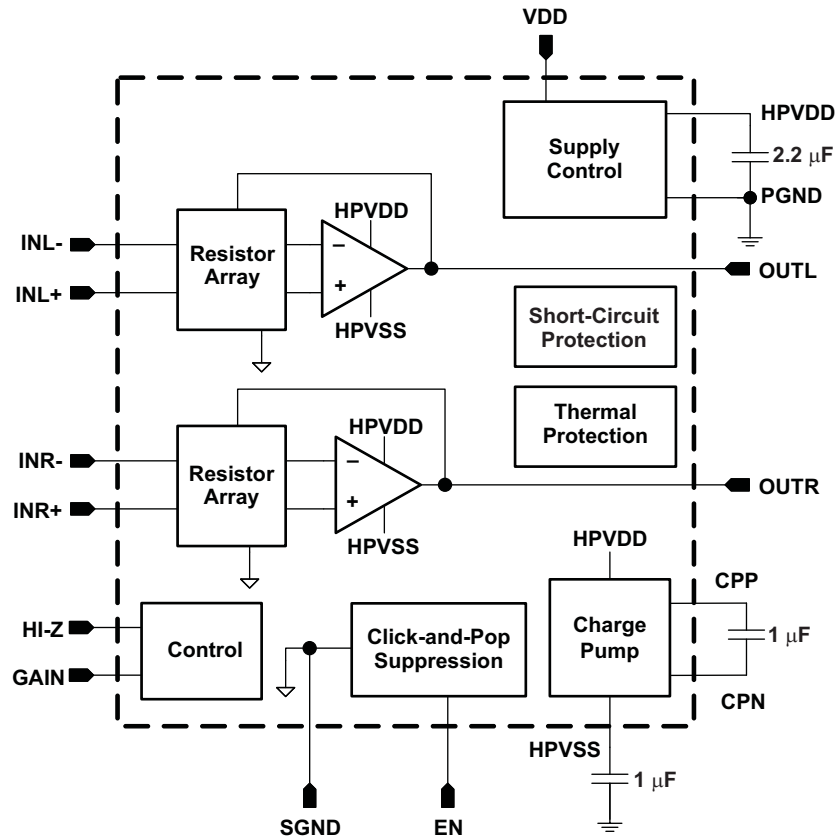 VDD
HPVDD
Supply
Control
2.2 μF
PGND
HPVDD
INL-
Resistor
Array
−
INL+
+
OUTL
HPVSS
Short-Circuit
Protection
Thermal
Protection
HPVDD
INR-
Resistor
Array
−
INR+
+
OUTR
HPVSS
HPVDD
CPP
HI-Z
Control
Click-and-Pop
Suppression
Charge
Pump
1 μF
GAIN
CPN
HPVSS
1 μF
SGND
EN